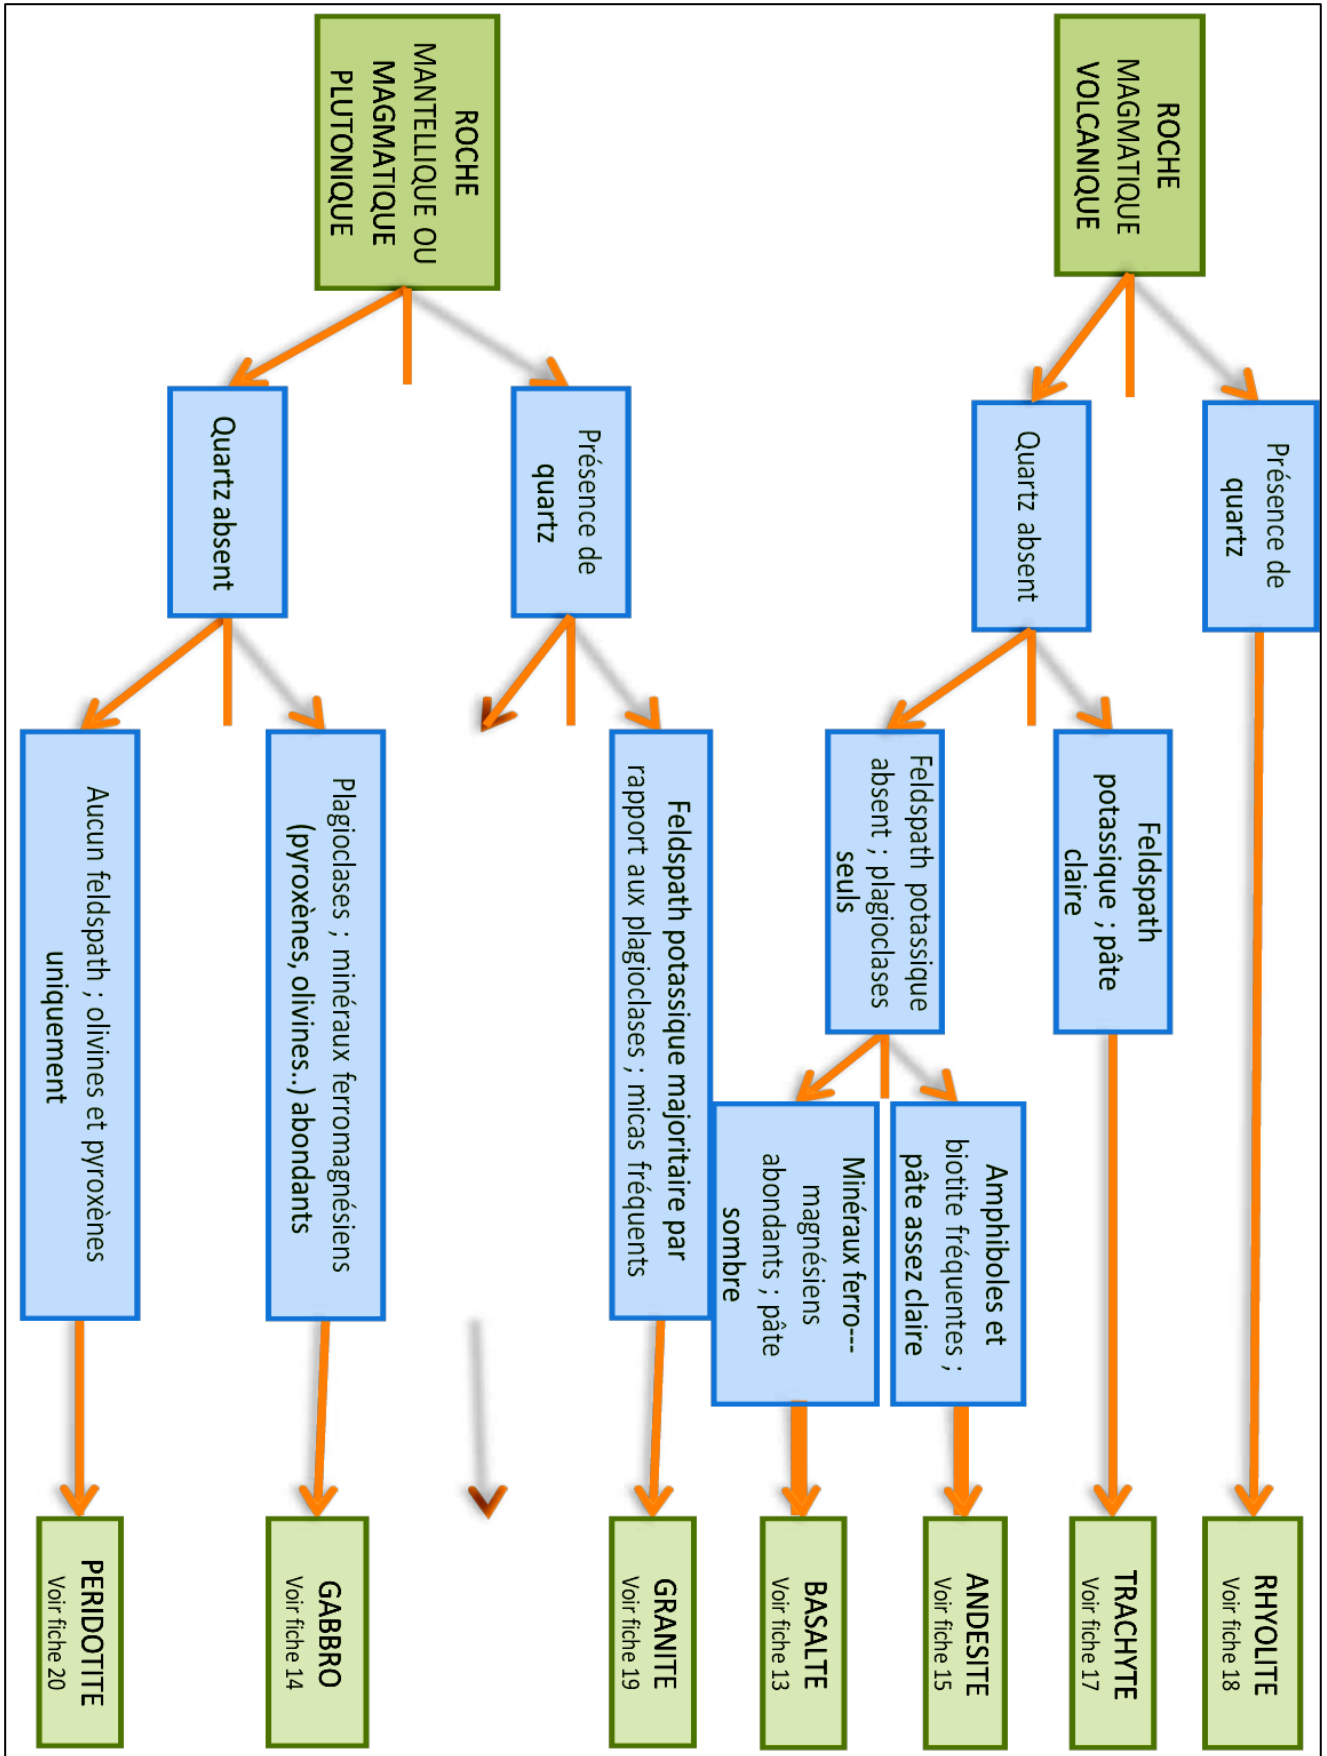 ROCHE
MAGMATIQUE
VOLCANIQUE
Présence de
quartz
RHYOLITE
Voir fiche 18
Quartz absent
Feldspath
potassique ; pâte
claire
TRACHYTE
Voir fiche 17
Feldspath potassique
absent ; plagioclases
seuls
Amphiboles et
biotite fréquentes ;
pâte assez claire
ANDESITE
Voir fiche 15
Minéraux ferro---
magnésiens
abondants ; pâte
sombre
BASALTE
Voir fiche 13
ROCHE
MANTELLIQUE OU
MAGMATIQUE
PLUTONIQUE
Présence de
quartz
Feldspath potassique majoritaire par
rapport aux plagioclases ; micas fréquents
GRANITE
Voir fiche 19
Quartz absent
Plagioclases ; minéraux ferromagnésiens
(pyroxènes, olivines..) abondants
GABBRO
Voir fiche 14
Aucun feldspath ; olivines et pyroxènes
uniquement
PERIDOTITE
Voir fiche 20